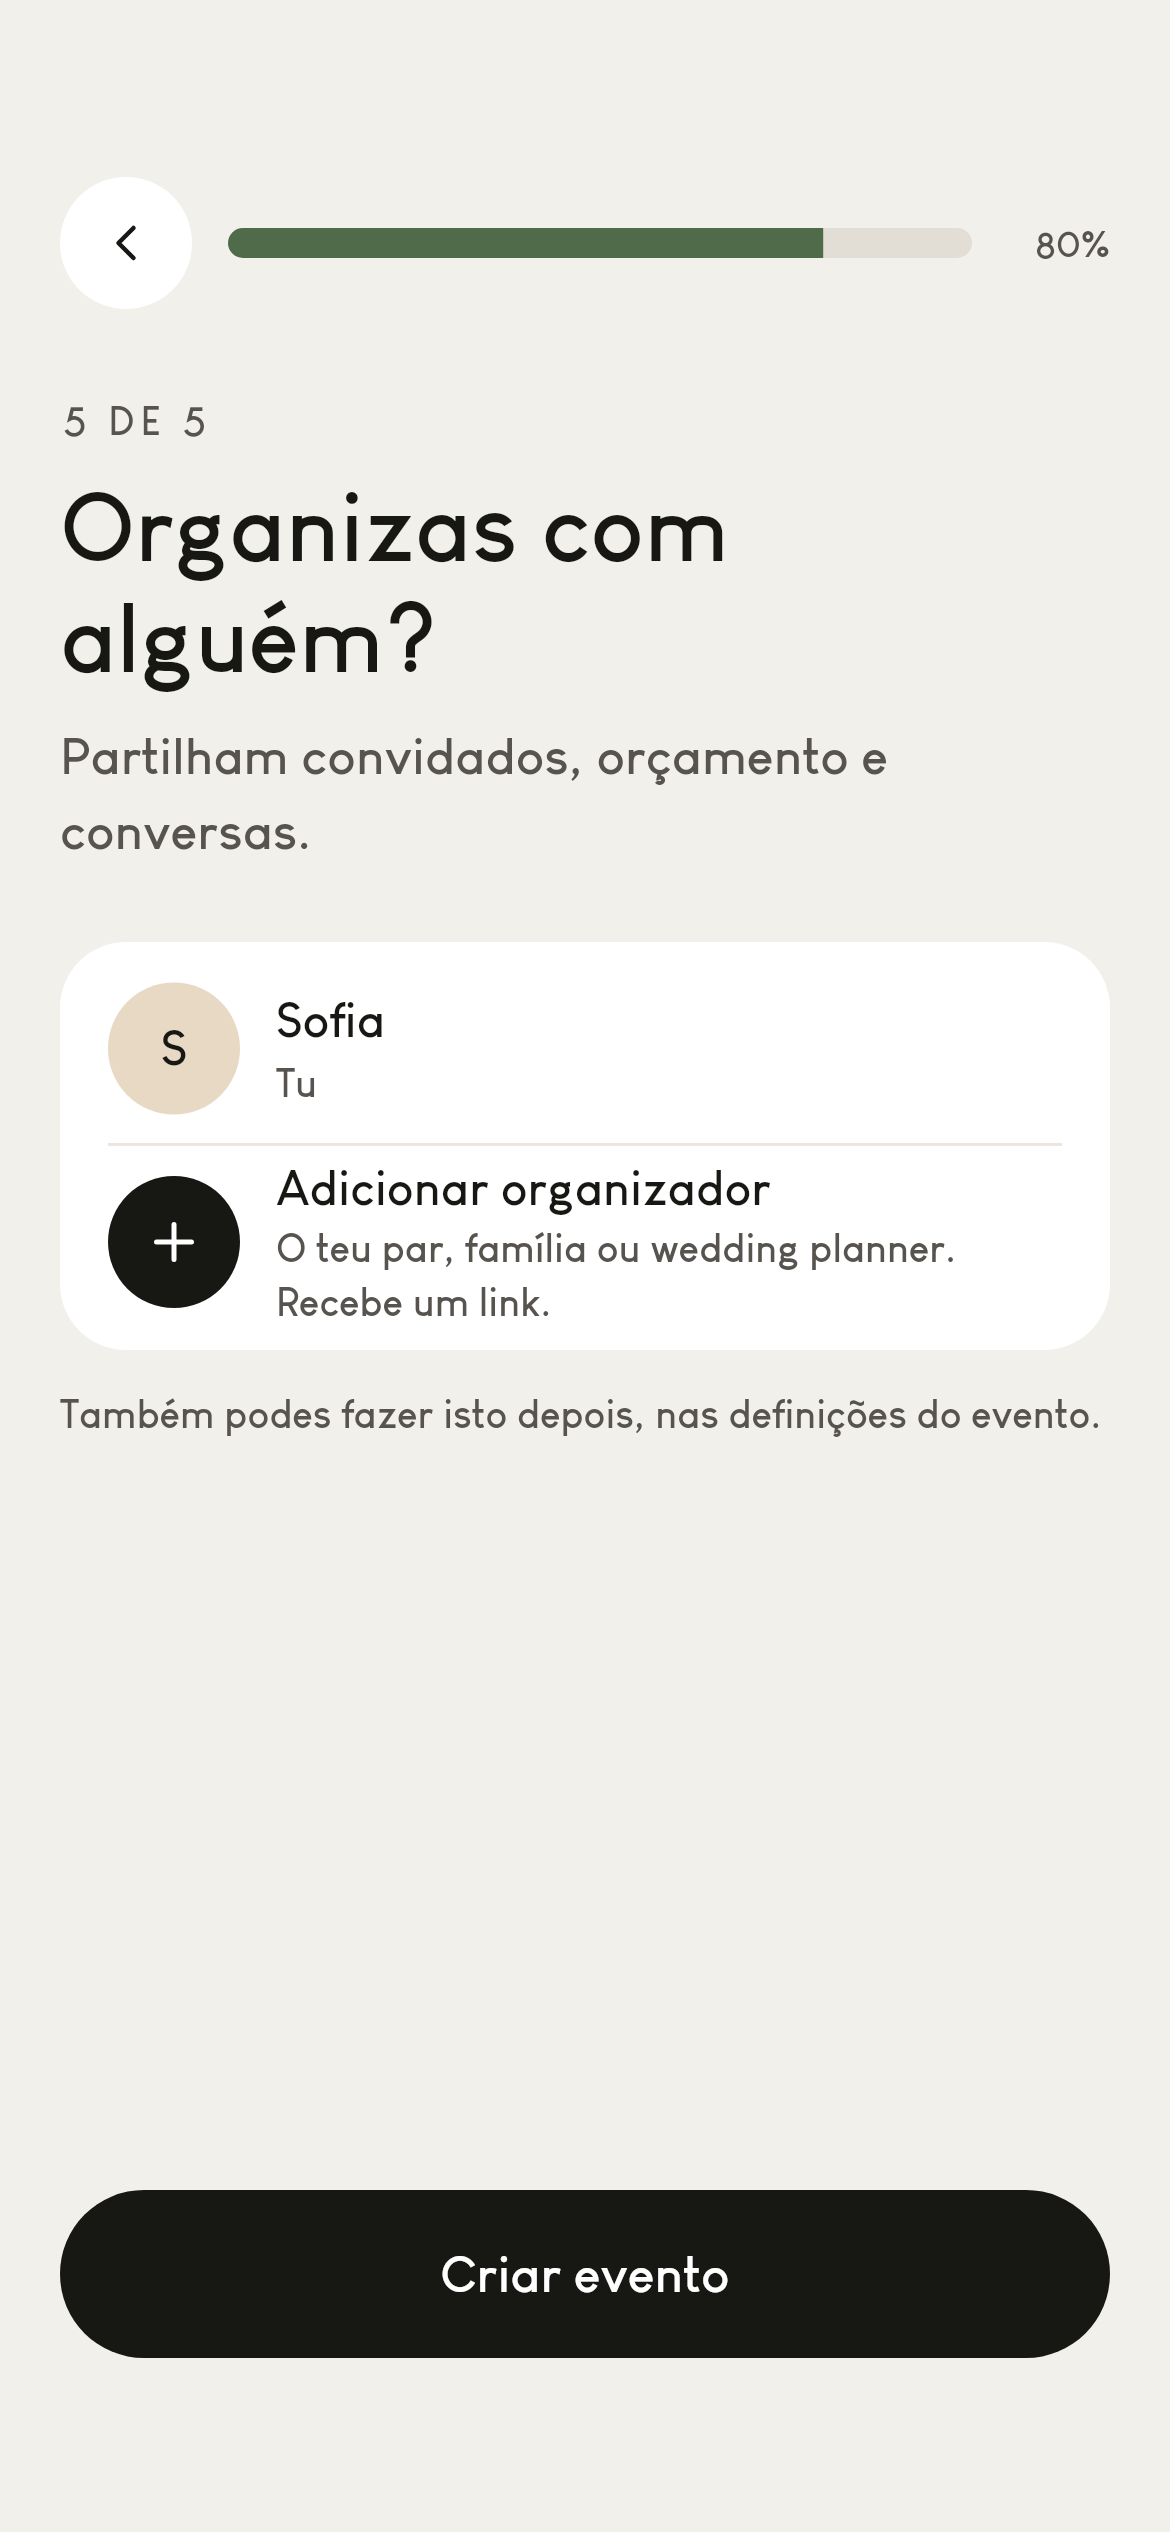 80%
5 DE 5
Organizas com
alguém?
Partilham convidados, orçamento e
conversas.
S
Sofia
Tu
Adicionar organizador
O teu par, família ou wedding planner.
Recebe um link.
Também podes fazer isto depois, nas definições do evento.
Criar evento